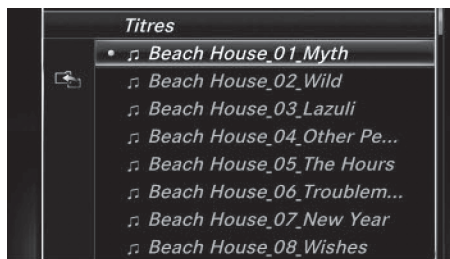 Titres
Beach House_01_Myth
Beach House_02_Wild
Beach House_03_Lazuli
Beach House_04_Other Pe...
Beach House_05_The Hours
Beach House_06_Troublem...
Beach House_07_New Year
Beach House_08_Wishes